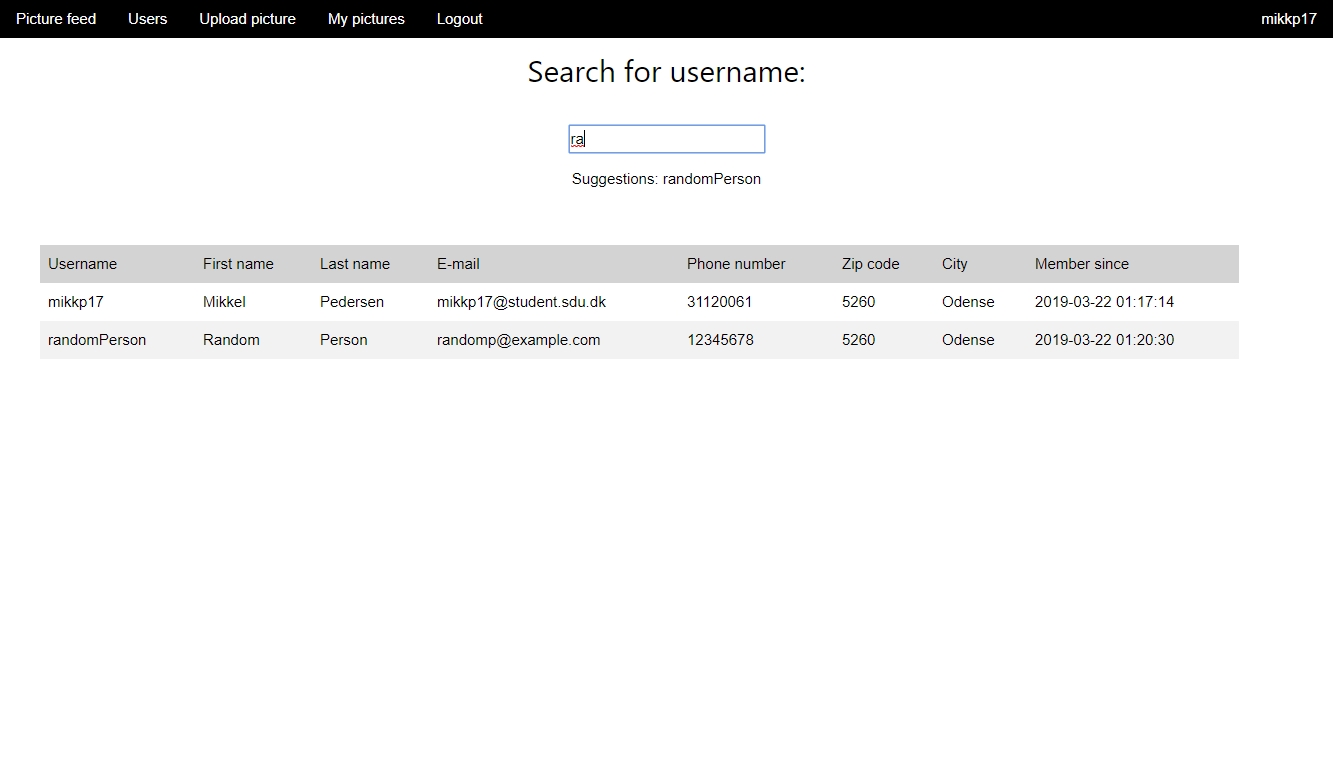 Picture feed Users Upload picture My pictures Logout mikkp17
Search for username:
ra
Suggestions: randomPerson
Username First name Last name E-mail Phone number Zip code City Member since
mikkp17 Mikkel Pedersen mikkp17@student.sdu.dk 31120061 5260 Odense 2019-03-22 01:17:14
randomPerson Random Person randomp@example.com 12345678 5260 Odense 2019-03-22 01:20:30